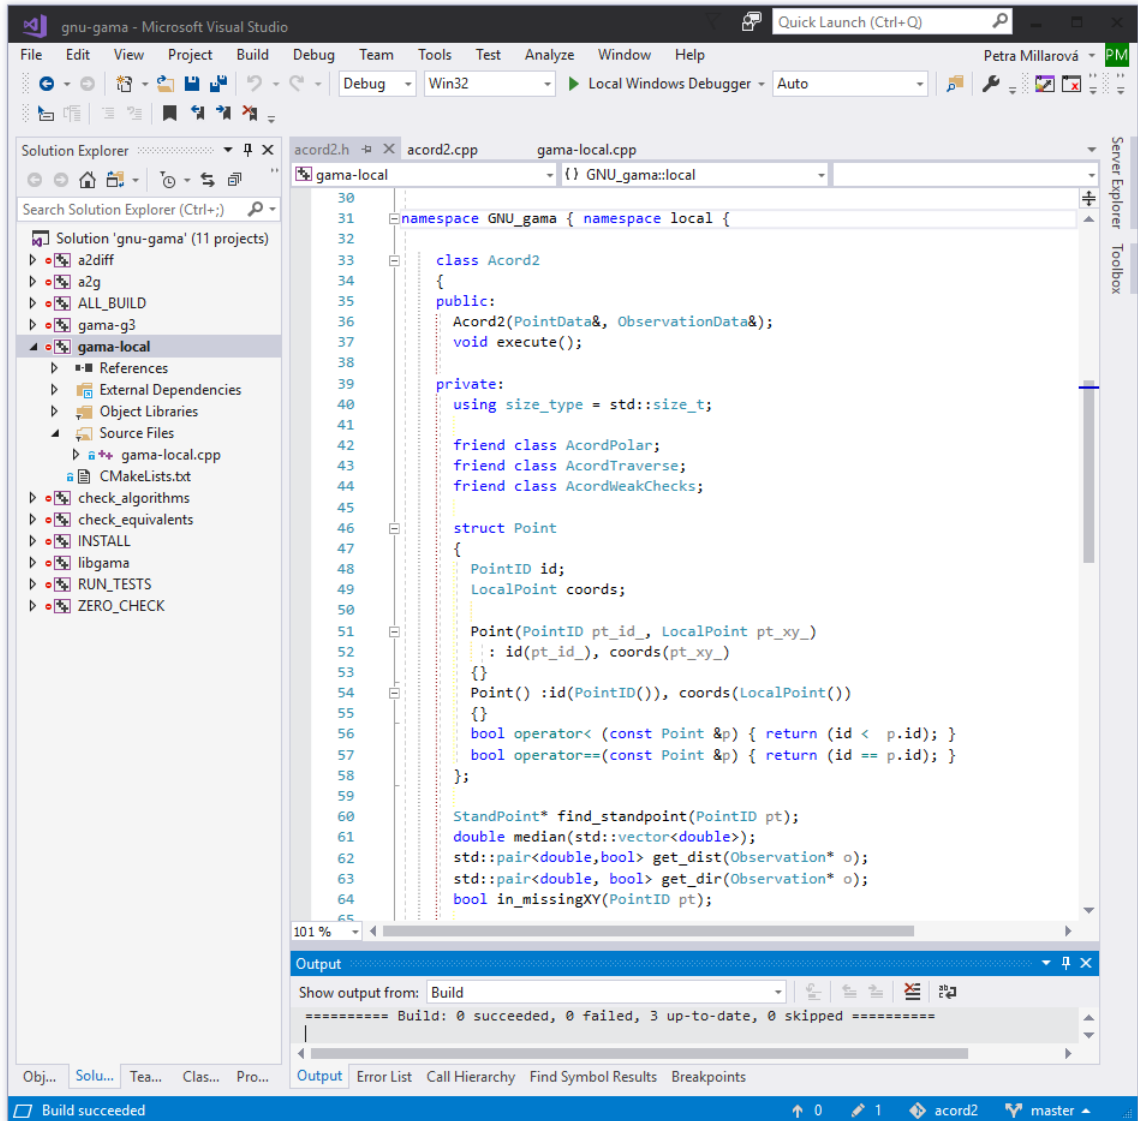 gnu-gama - Microsoft Visual Studio
Quick Launch (Ctrl+Q)
File Edit View Project Build Debug Team Tools Test Analyze Window Help Petra Millarová PM
Debug Win32 Local Windows Debugger Auto
Solution Explorer
Search Solution Explorer (Ctrl+;)
Solution 'gnu-gama' (11 projects)
a2diff
a2g
ALL_BUILD
gama-g3
gama-local
References
External Dependencies
Object Libraries
Source Files
gama-local.cpp
CMakeLists.txt
check_algorithms
check_equivalents
INSTALL
libgama
RUN_TESTS
ZERO_CHECK
Obj... Solu... Tea... Clas... Pro...
acord2.h acord2.cpp gama-local.cpp
gama-local {} GNU_gama::local
30
31 namespace GNU_gama { namespace local {
32
33 class Acord2
34 {
35 public:
36 Acord2(PointData&, ObservationData&);
37 void execute();
38
39 private:
40 using size_type = std::size_t;
41
42 friend class AcordPolar;
43 friend class AcordTraverse;
44 friend class AcordWeakChecks;
45
46 struct Point
47 {
48 PointID id;
49 LocalPoint coords;
50
51 Point(PointID pt_id_, LocalPoint pt_xy_)
52 : id(pt_id_), coords(pt_xy_)
53 {}
54 Point() :id(PointID()), coords(LocalPoint())
55 {}
56 bool operator< (const Point &p) { return (id <  p.id); }
57 bool operator==(const Point &p) { return (id == p.id); }
58 };
59
60 StandPoint* find_standpoint(PointID pt);
61 double median(std::vector<double>);
62 std::pair<double,bool> get_dist(Observation* o);
63 std::pair<double, bool> get_dir(Observation* o);
64 bool in_missingXY(PointID pt);
65
101 %
Server Explorer
Toolbox
Output
Show output from: Build
========== Build: 0 succeeded, 0 failed, 3 up-to-date, 0 skipped ==========
Output Error List Call Hierarchy Find Symbol Results Breakpoints
Build succeeded 0 1 acord2 master